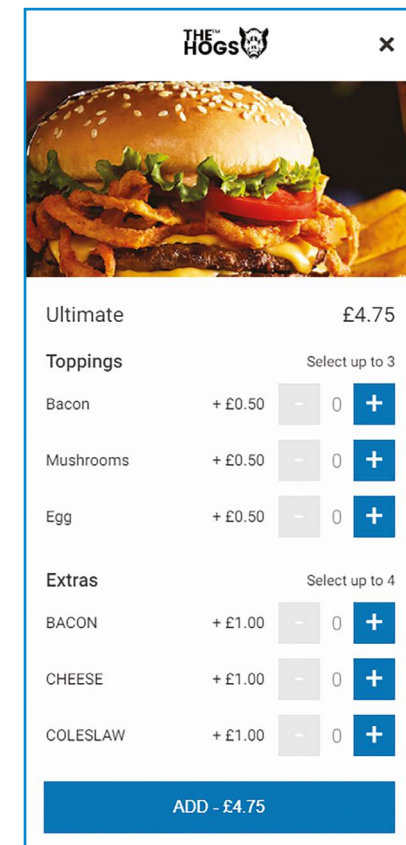 THE™
HOGS
×
Ultimate £4.75
Toppings Select up to 3
Bacon + £0.50 - 0 +
Mushrooms + £0.50 - 0 +
Egg + £0.50 - 0 +
Extras Select up to 4
BACON + £1.00 - 0 +
CHEESE + £1.00 - 0 +
COLESLAW + £1.00 - 0 +
ADD - £4.75